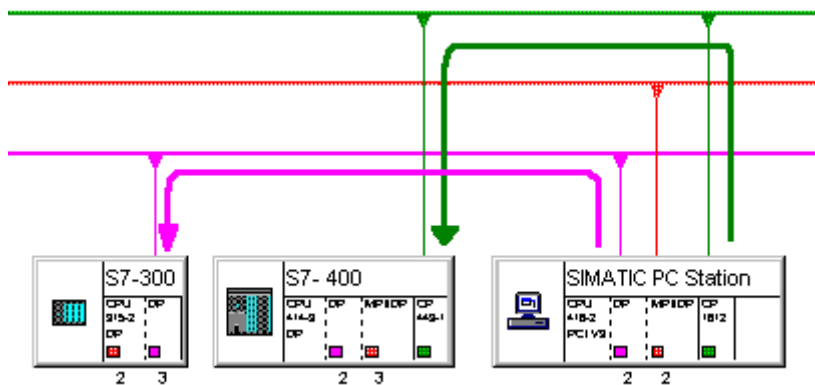 S7-300
CPU
315-2
DP
DP
2 3
S7- 400
CPU
414-3
DP
DP
MPI/DP
CP
443-1
2 3
SIMATIC PC Station
CPU
416-2
PCI V3
DP
MPI/DP
CP
1612
2 2